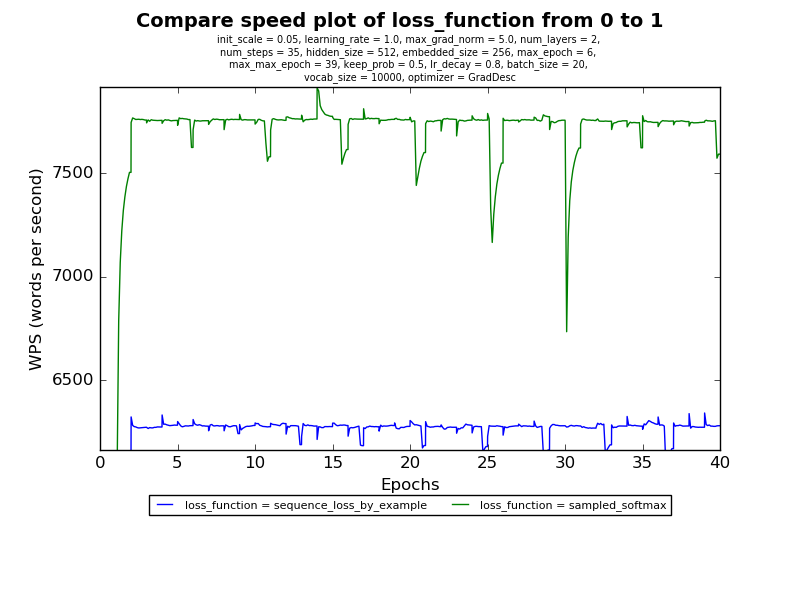 Compare speed plot of loss_function from 0 to 1
init_scale = 0.05, learning_rate = 1.0, max_grad_norm = 5.0, num_layers = 2,
num_steps = 35, hidden_size = 512, embedded_size = 256, max_epoch = 6,
max_max_epoch = 39, keep_prob = 0.5, lr_decay = 0.8, batch_size = 20,
vocab_size = 10000, optimizer = GradDesc
WPS (words per second)
7500
7000
6500
0 5 10 15 20 25 30 35 40
Epochs
loss_function = sequence_loss_by_example loss_function = sampled_softmax